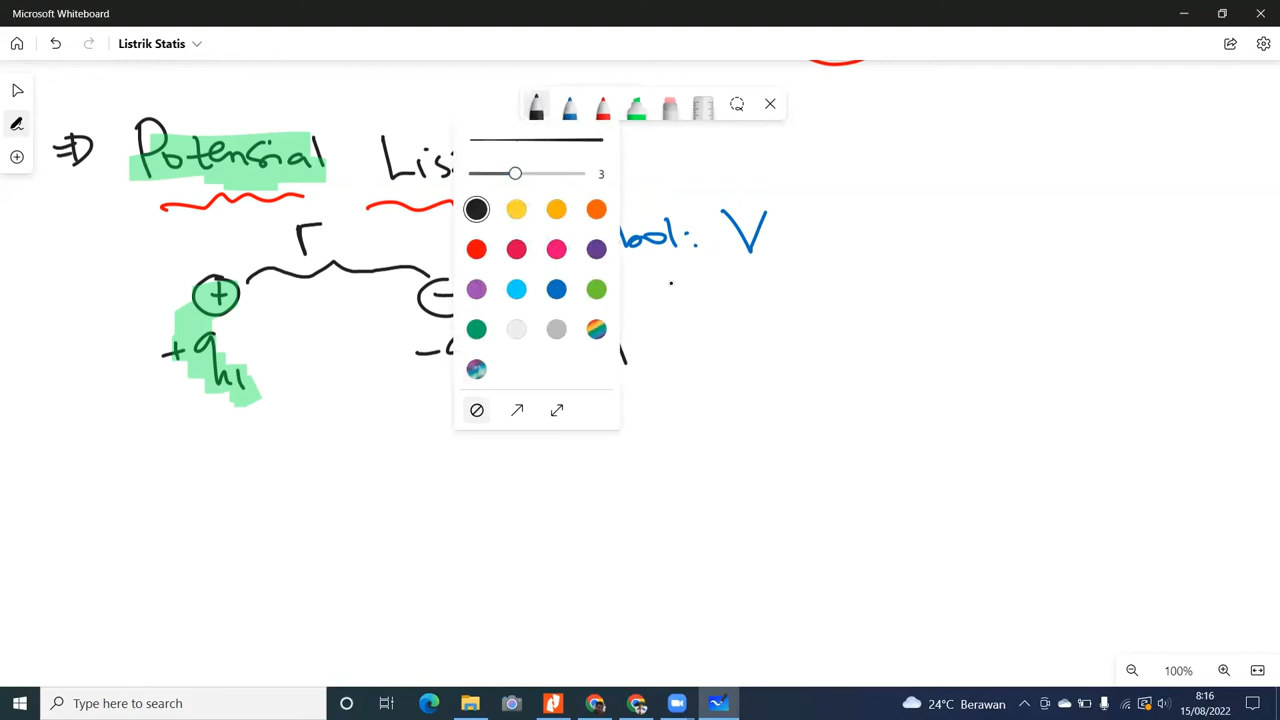 Microsoft Whiteboard
Listrik Statis
⇒ Potensial Lis
3
r
bol: V
+ −
+q
100%
Type here to search
24°C Berawan
8:16
15/08/2022